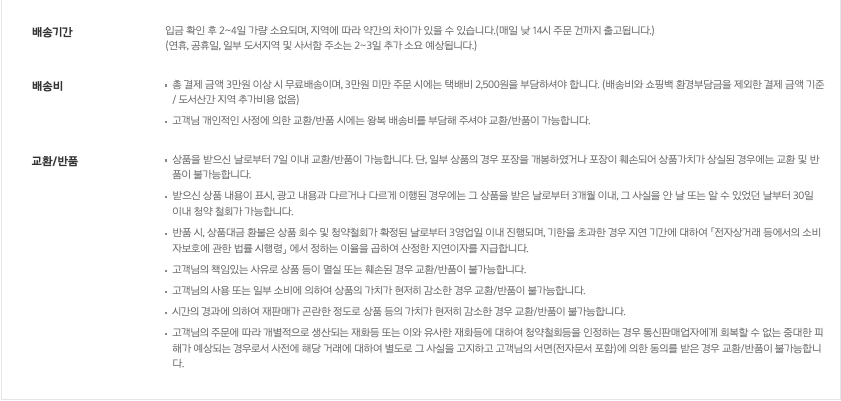 배송기간
입금 확인 후 2~4일 가량 소요되며, 지역에 따라 약간의 차이가 있을 수 있습니다.(매일 낮 14시 주문 건까지 출고됩니다.)
(연휴, 공휴일, 일부 도서지역 및 사서함 주소는 2~3일 추가 소요 예상됩니다.)
배송비
• 총 결제 금액 3만원 이상 시 무료배송이며, 3만원 미만 주문 시에는 택배비 2,500원을 부담하셔야 합니다. (배송비와 쇼핑백 환경부담금을 제외한 결제 금액 기준
/ 도서산간 지역 추가비용 없음)
• 고객님 개인적인 사정에 의한 교환/반품 시에는 왕복 배송비를 부담해 주셔야 교환/반품이 가능합니다.
교환/반품
• 상품을 받으신 날로부터 7일 이내 교환/반품이 가능합니다. 단, 일부 상품의 경우 포장을 개봉하였거나 포장이 훼손되어 상품가치가 상실된 경우에는 교환 및 반
품이 불가능합니다.
• 받으신 상품 내용이 표시, 광고 내용과 다르거나 다르게 이행된 경우에는 그 상품을 받은 날로부터 3개월 이내, 그 사실을 안 날 또는 알 수 있었던 날부터 30일
이내 청약 철회가 가능합니다.
• 반품 시, 상품대금 환불은 상품 회수 및 청약철회가 확정된 날로부터 3영업일 이내 진행되며, 기한을 초과한 경우 지연 기간에 대하여 「전자상거래 등에서의 소비
자보호에 관한 법률 시행령」 에서 정하는 이율을 곱하여 산정한 지연이자를 지급합니다.
• 고객님의 책임있는 사유로 상품 등이 멸실 또는 훼손된 경우 교환/반품이 불가능합니다.
• 고객님의 사용 또는 일부 소비에 의하여 상품의 가치가 현저히 감소한 경우 교환/반품이 불가능합니다.
• 시간의 경과에 의하여 재판매가 곤란한 정도로 상품 등의 가치가 현저히 감소한 경우 교환/반품이 불가능합니다.
• 고객님의 주문에 따라 개별적으로 생산되는 재화등 또는 이와 유사한 재화등에 대하여 청약철회등을 인정하는 경우 통신판매업자에게 회복할 수 없는 중대한 피
해가 예상되는 경우로서 사전에 해당 거래에 대하여 별도로 그 사실을 고지하고 고객님의 서면(전자문서 포함)에 의한 동의를 받은 경우 교환/반품이 불가능합니
다.